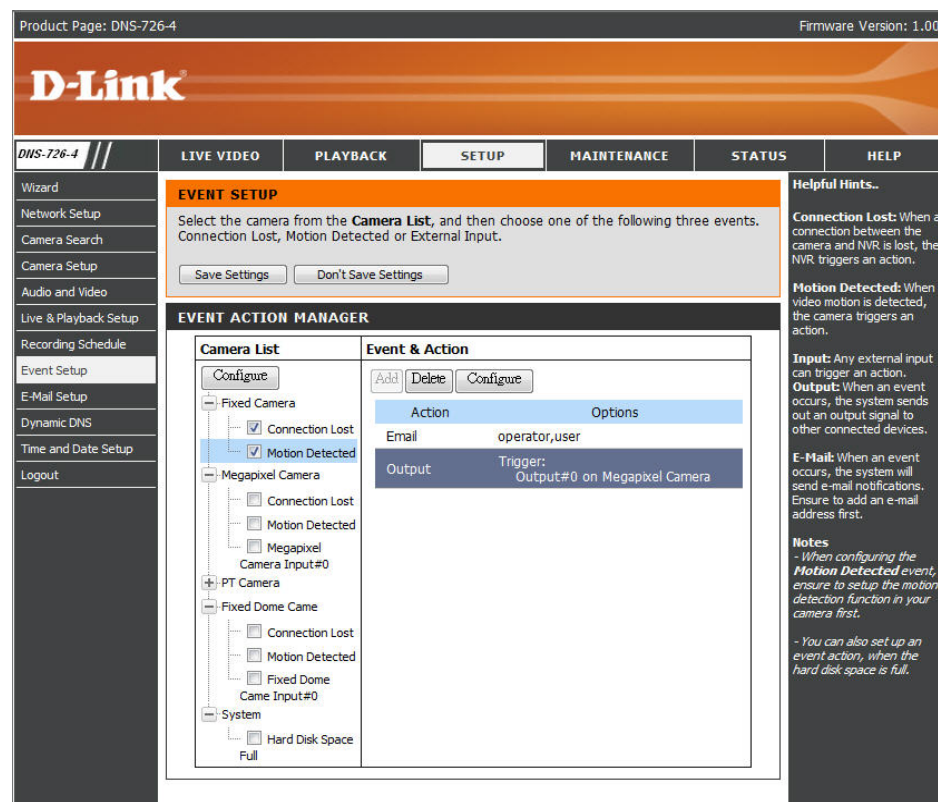 Product Page: DNS-726-4
Firmware Version: 1.00
D-Link
DNS-726-4
LIVE VIDEO
PLAYBACK
SETUP
MAINTENANCE
STATUS
HELP
Wizard
Network Setup
Camera Search
Camera Setup
Audio and Video
Live & Playback Setup
Recording Schedule
Event Setup
E-Mail Setup
Dynamic DNS
Time and Date Setup
Logout
EVENT SETUP
Select the camera from the Camera List, and then choose one of the following three events.
Connection Lost, Motion Detected or External Input.
Save Settings
Don't Save Settings
EVENT ACTION MANAGER
Camera List
Configure
Fixed Camera
Connection Lost
Motion Detected
Megapixel Camera
Connection Lost
Motion Detected
Megapixel
Camera Input#0
PT Camera
Fixed Dome Came
Connection Lost
Motion Detected
Fixed Dome
Came Input#0
System
Hard Disk Space
Full
Event & Action
Add
Delete
Configure
Action
Options
Email
operator,user
Output
Trigger:
Output#0 on Megapixel Camera
Helpful Hints..
Connection Lost: When a
connection between the
camera and NVR is lost, the
NVR triggers an action.
Motion Detected: When
video motion is detected,
the camera triggers an
action.
Input: Any external input
can trigger an action.
Output: When an event
occurs, the system sends
out an output signal to
other connected devices.
E-Mail: When an event
occurs, the system will
send e-mail notifications.
Ensure to add an e-mail
address first.
Notes
- When configuring the
Motion Detected event,
ensure to setup the motion
detection function in your
camera first.
- You can also set up an
event action, when the
hard disk space is full.